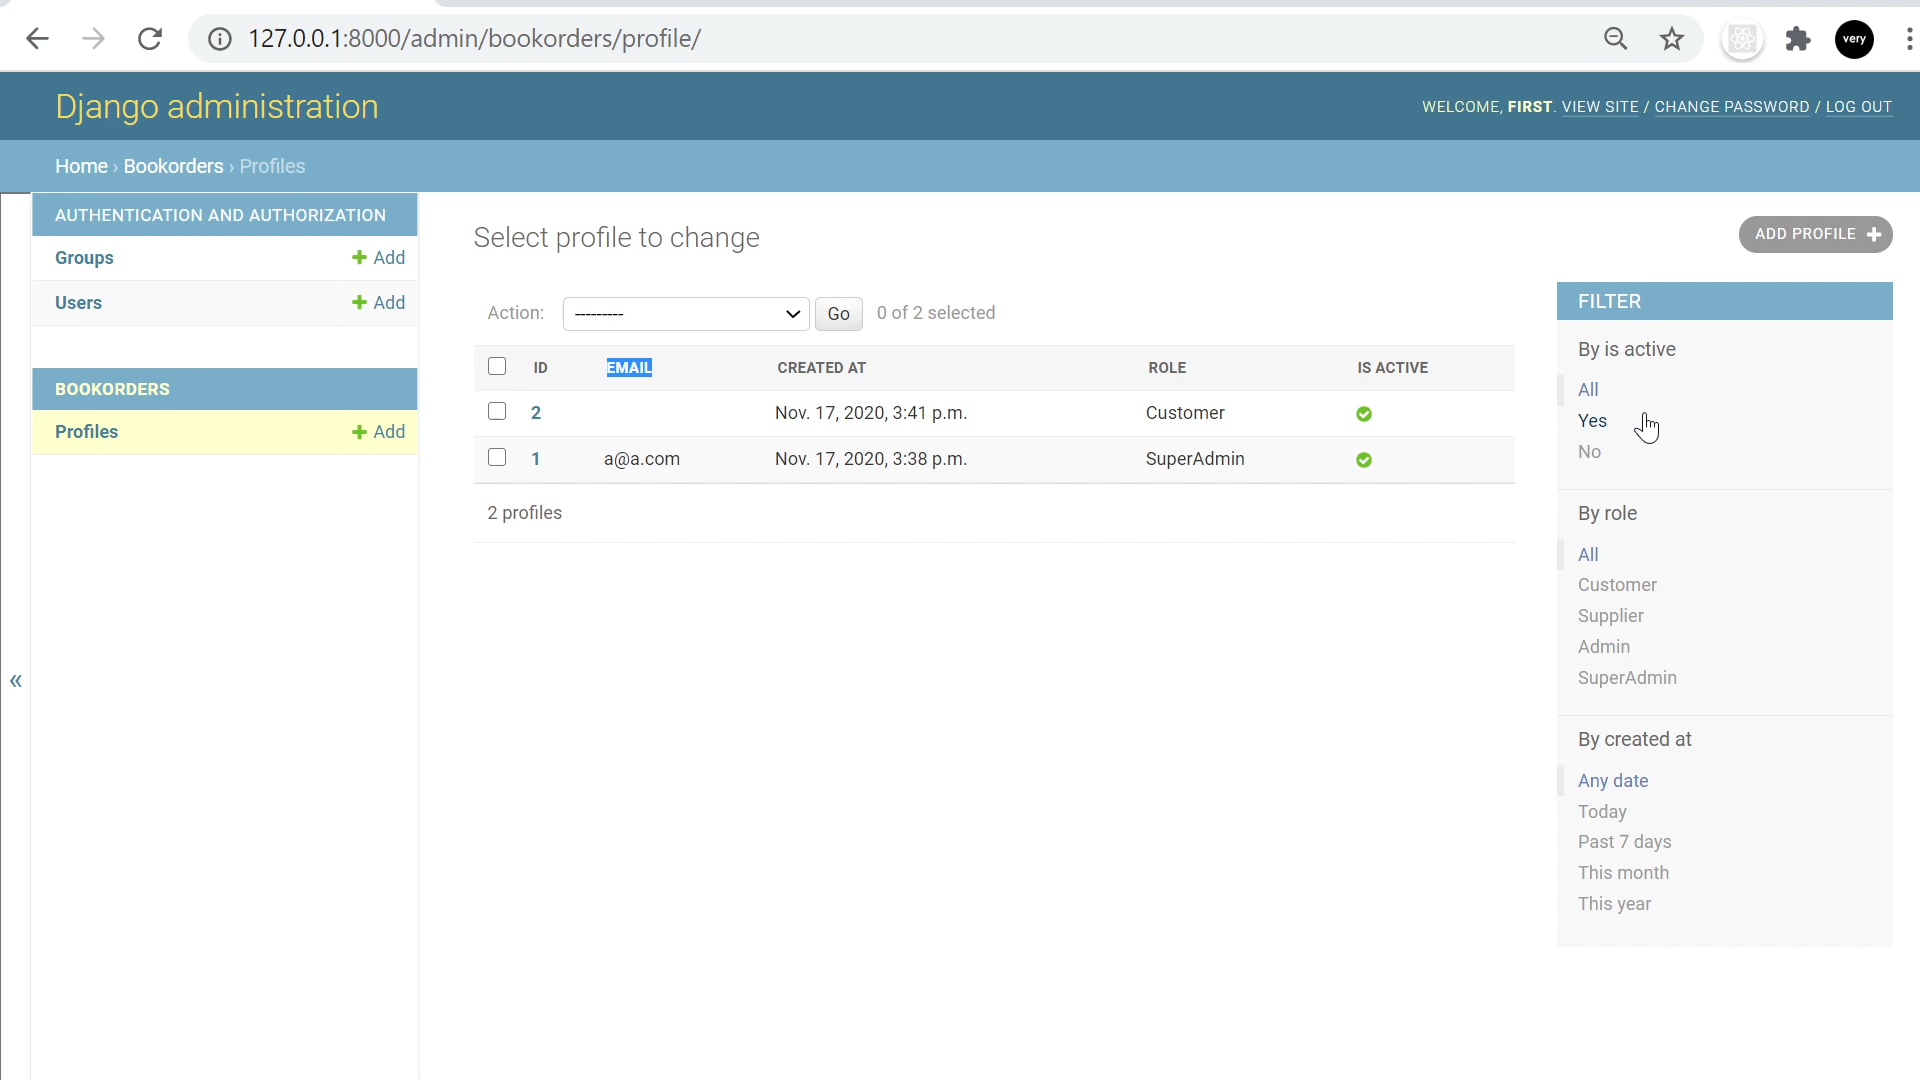 127.0.0.1:8000/admin/bookorders/profile/
very
Django administration
WELCOME, FIRST. VIEW SITE / CHANGE PASSWORD / LOG OUT
Home › Bookorders › Profiles
AUTHENTICATION AND AUTHORIZATION
Groups + Add
Users + Add
BOOKORDERS
Profiles + Add
«
Select profile to change
ADD PROFILE +
Action: --------- Go 0 of 2 selected
ID EMAIL CREATED AT ROLE IS ACTIVE
2 Nov. 17, 2020, 3:41 p.m. Customer
1 a@a.com Nov. 17, 2020, 3:38 p.m. SuperAdmin
2 profiles
FILTER
By is active
All
Yes
No
By role
All
Customer
Supplier
Admin
SuperAdmin
By created at
Any date
Today
Past 7 days
This month
This year